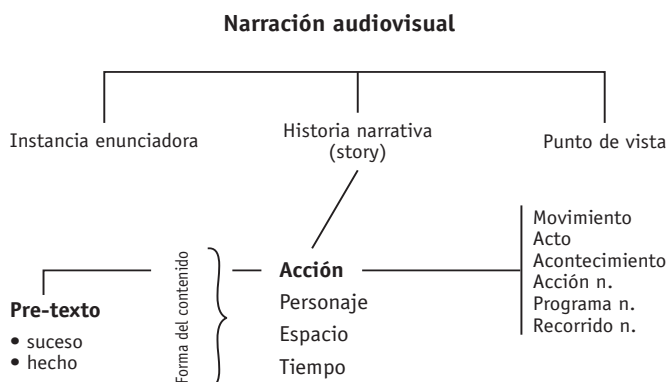 Narración audiovisual
Instancia enunciadora
Historia narrativa
(story)
Punto de vista
Pre-texto
• suceso
• hecho
Forma del contenido
Acción
Personaje
Espacio
Tiempo
Movimiento
Acto
Acontecimiento
Acción n.
Programa n.
Recorrido n.